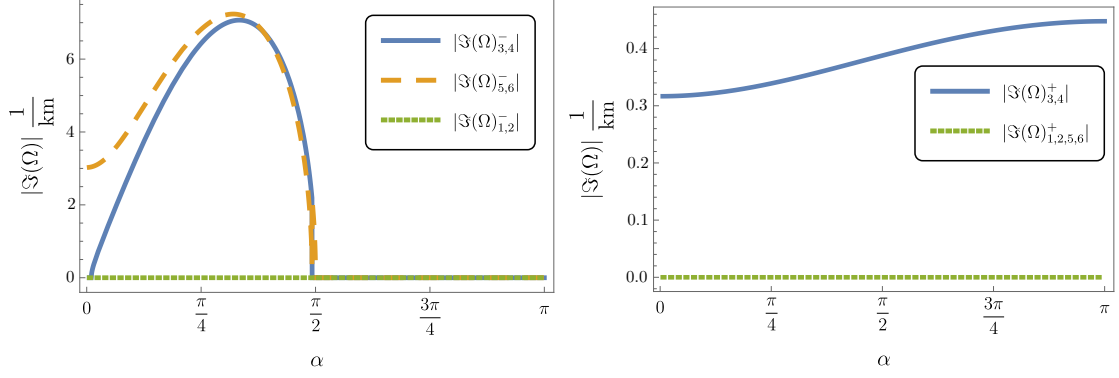 |ℑ(Ω)| 1/km
6
4
2
0
|ℑ(Ω)⁻₃,₄|
|ℑ(Ω)⁻₅,₆|
|ℑ(Ω)⁻₁,₂|
0 π/4 π/2 3π/4 π
α
|ℑ(Ω)| 1/km
0.4
0.3
0.2
0.1
0.0
|ℑ(Ω)⁺₃,₄|
|ℑ(Ω)⁺₁,₂,₅,₆|
0 π/4 π/2 3π/4 π
α